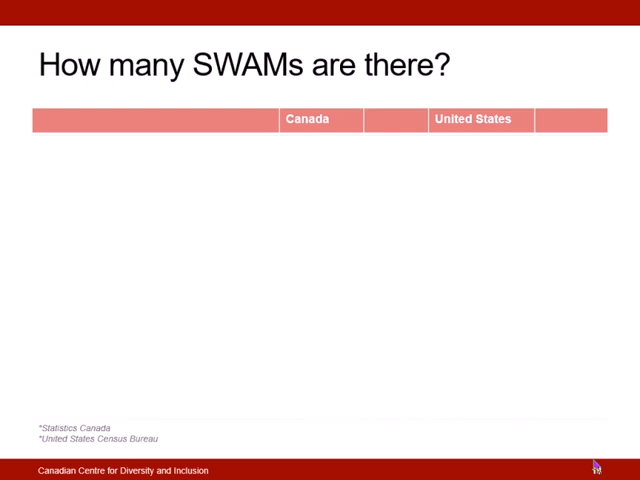 How many SWAMs are there?
Canada United States
*Statistics Canada
*United States Census Bureau
Canadian Centre for Diversity and Inclusion